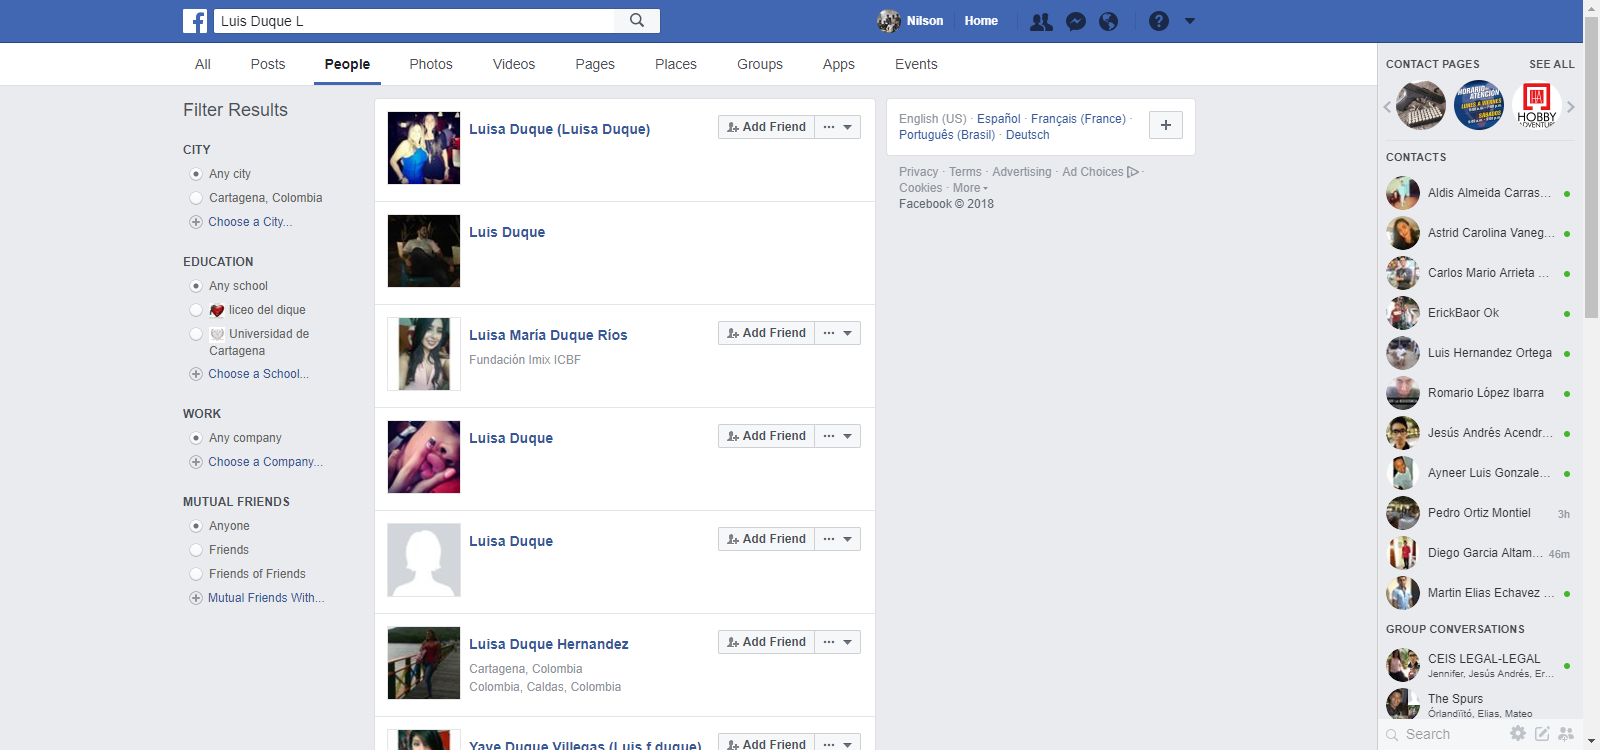 Luis Duque L
Nilson
Home
All
Posts
People
Photos
Videos
Pages
Places
Groups
Apps
Events
Filter Results
CITY
Any city
Cartagena, Colombia
Choose a City...
EDUCATION
Any school
liceo del dique
Universidad de
Cartagena
Choose a School...
WORK
Any company
Choose a Company...
MUTUAL FRIENDS
Anyone
Friends
Friends of Friends
Mutual Friends With...
Luisa Duque (Luisa Duque)
Add Friend
Luis Duque
Luisa María Duque Ríos
Fundación Imix ICBF
Add Friend
Luisa Duque
Add Friend
Luisa Duque
Add Friend
Luisa Duque Hernandez
Cartagena, Colombia
Colombia, Caldas, Colombia
Add Friend
Yaye Duque Villegas (Luis f duque)
Add Friend
English (US) · Español · Français (France) ·
Português (Brasil) · Deutsch
Privacy · Terms · Advertising · Ad Choices ·
Cookies · More
Facebook © 2018
CONTACT PAGES
SEE ALL
HORARIO DE
ATENCIÓN
LUNES A VIERNES
SÁBADOS
HOBBY
ADVENTURE
CONTACTS
Aldis Almeida Carras...
Astrid Carolina Vaneg...
Carlos Mario Arrieta ...
ErickBaor Ok
Luis Hernandez Ortega
Romario López Ibarra
Jesús Andrés Acendr...
Ayneer Luis Gonzale...
Pedro Ortiz Montiel
3h
Diego Garcia Altam...
46m
Martin Elias Echavez ...
GROUP CONVERSATIONS
CEIS LEGAL-LEGAL
Jennifer, Jesús Andrés, Er...
The Spurs
Órlandïïtó, Elias, Mateo
Search